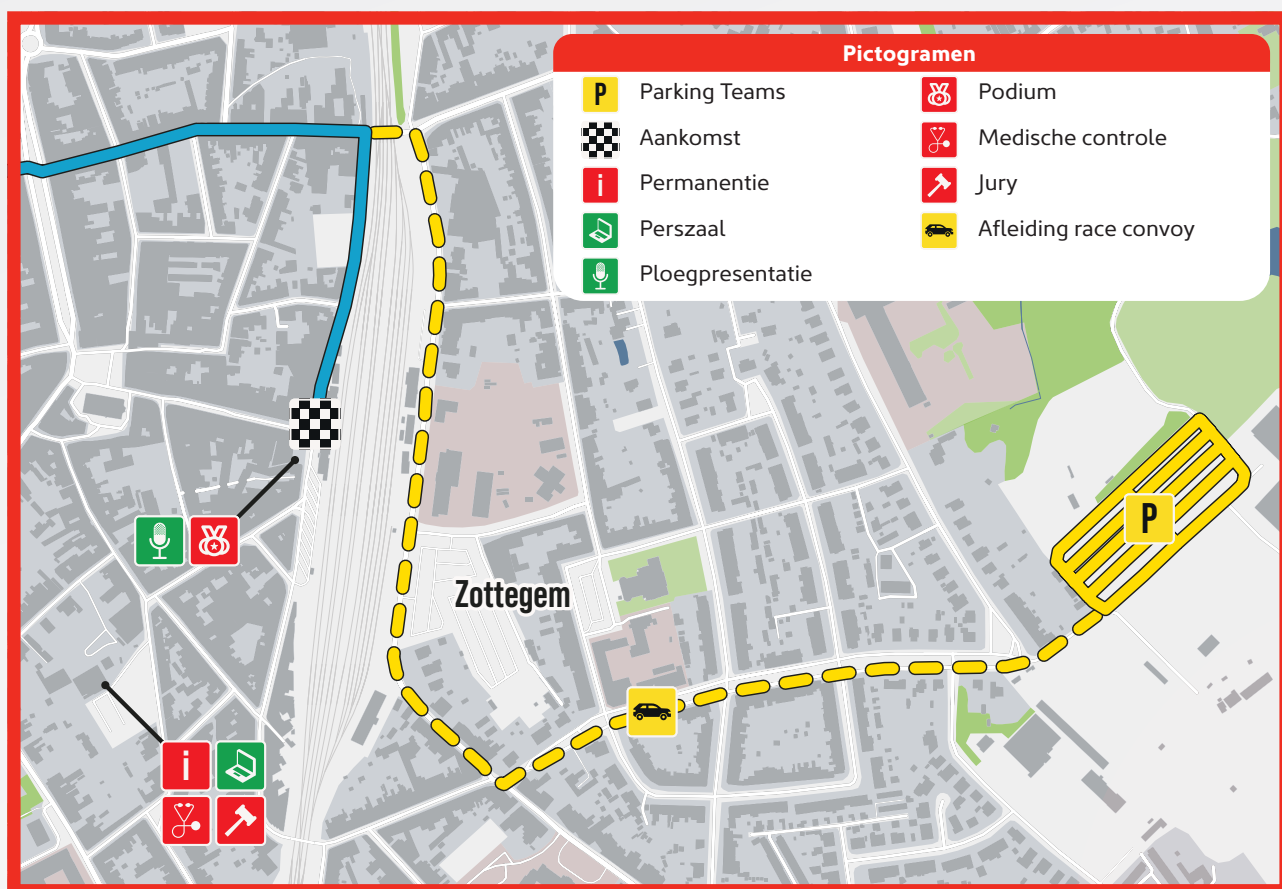 Pictogramen
P Parking Teams
Aankomst
i Permanentie
Perszaal
Ploegpresentatie
Podium
Medische controle
Jury
Afleiding race convoy
P
Zottegem
i